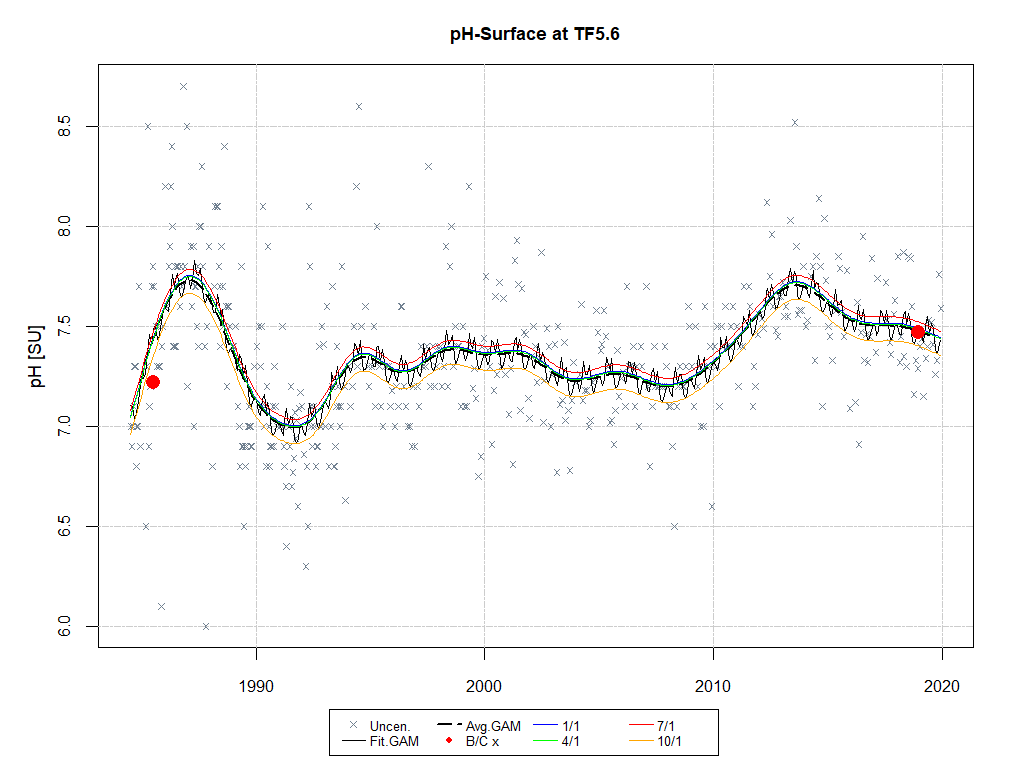 pH-Surface at TF5.6
8.5
8.0
7.5
7.0
6.5
6.0
pH [SU]
1990 2000 2010 2020
Uncen. Avg.GAM 1/1 7/1
Fit.GAM B/C x 4/1 10/1